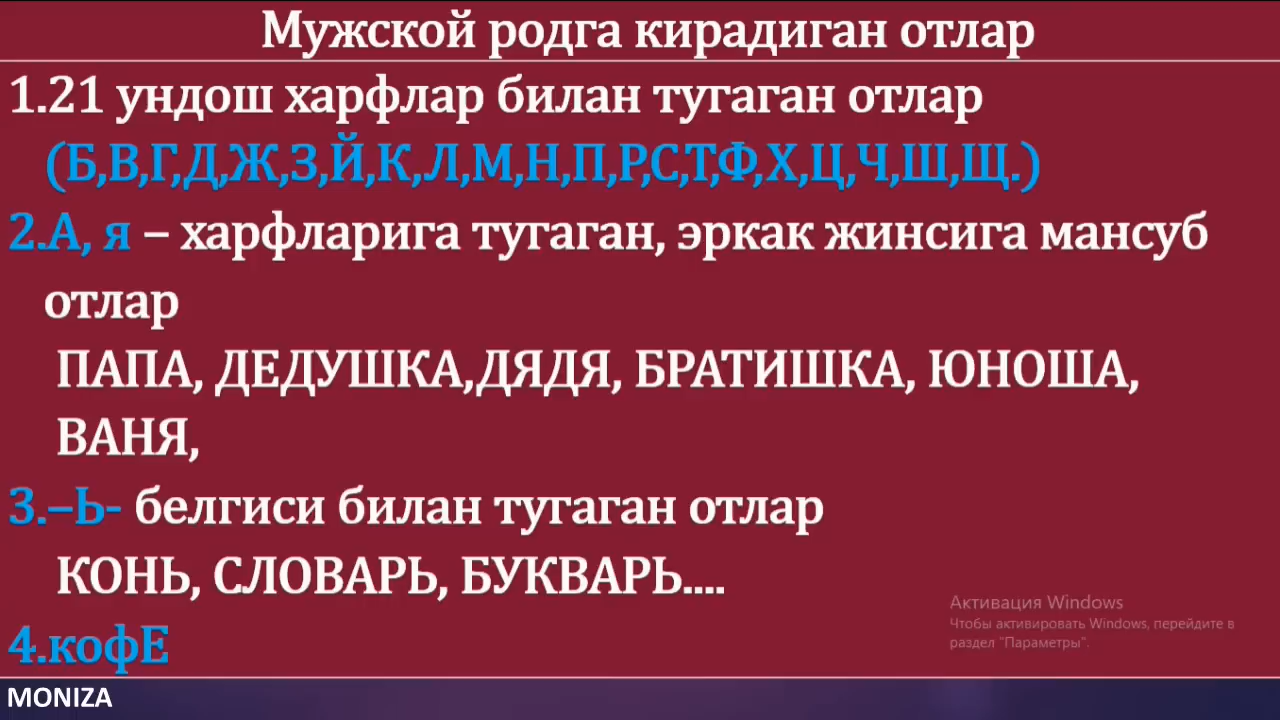 Мужской родга кирадиган отлар
1.21 ундош харфлар билан тугаган отлар
(Б,В,Г,Д,Ж,З,Й,К,Л,М,Н,П,Р,С,Т,Ф,Х,Ц,Ч,Ш,Щ.)
2.А, я – харфларига тугаган, эркак жинсига мансуб
отлар
ПАПА, ДЕДУШКА,ДЯДЯ, БРАТИШКА, ЮНОША,
ВАНЯ,
3.–Ь- белгиси билан тугаган отлар
КОНЬ, СЛОВАРЬ, БУКВАРЬ....
4.кофЕ
Активация Windows
Чтобы активировать Windows, перейдите в
раздел "Параметры".
MONIZA